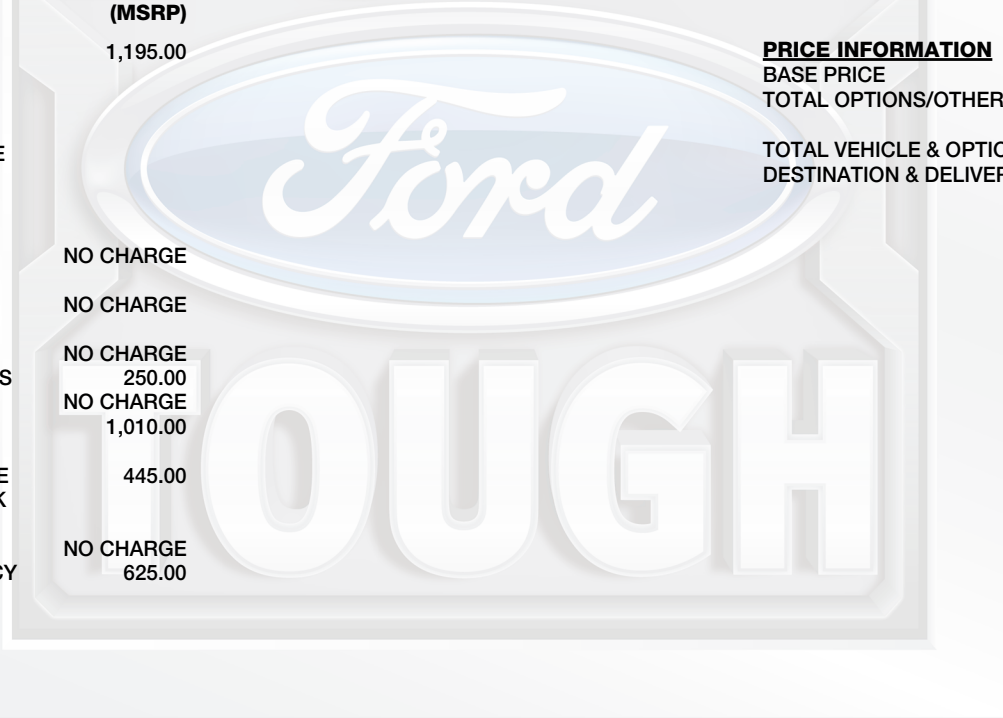 (MSRP)
1,195.00
PRICE INFORMATION
BASE PRICE
TOTAL OPTIONS/OTHER
TOTAL VEHICLE & OPTIO
DESTINATION & DELIVER
E
NO CHARGE
NO CHARGE
NO CHARGE
S 250.00
NO CHARGE
1,010.00
E 445.00
K
NO CHARGE
CY 625.00
Ford
TOUGH